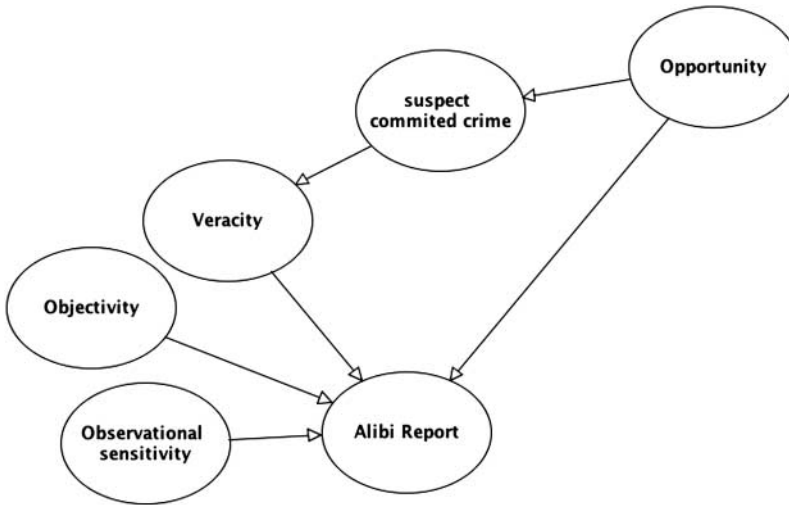 Opportunity
suspect
commited crime
Veracity
Objectivity
Observational
sensitivity
Alibi Report